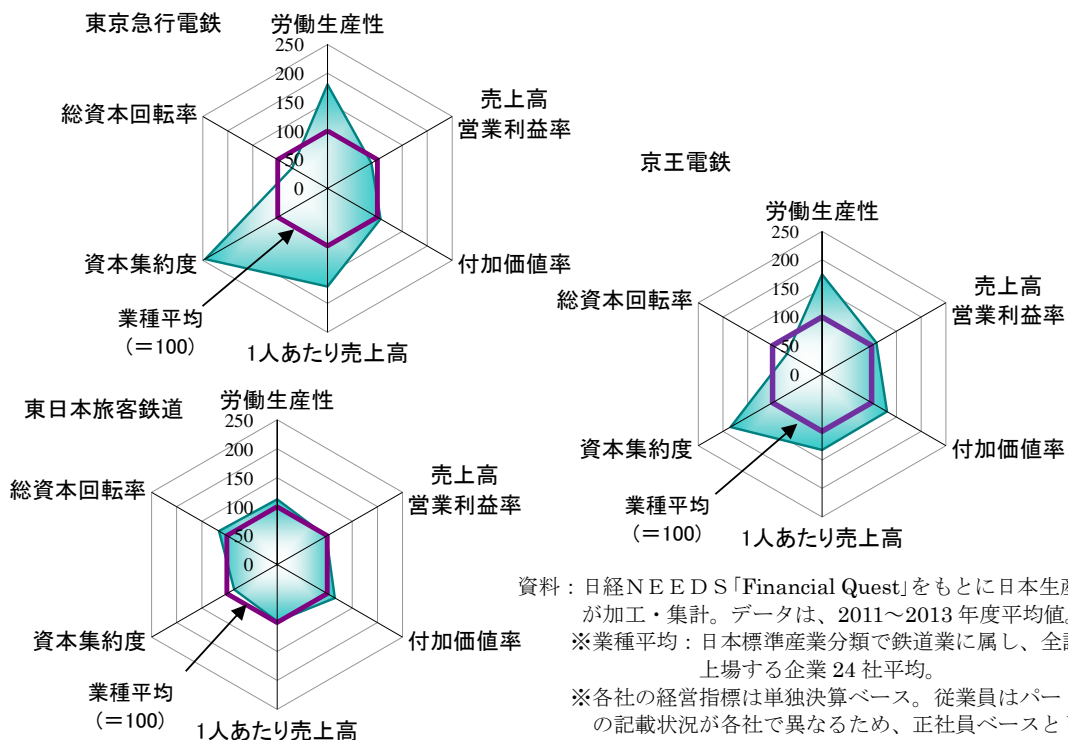 東京急行電鉄
労働生産性
250
200
150
100
50
0
売上高
営業利益率
付加価値率
1人あたり売上高
資本集約度
総資本回転率
業種平均
(=100)
京王電鉄
労働生産性
250
200
150
100
50
0
売上高
営業利益率
付加価値率
1人あたり売上高
資本集約度
総資本回転率
業種平均
(=100)
東日本旅客鉄道
労働生産性
250
200
150
100
50
0
売上高
営業利益率
付加価値率
1人あたり売上高
資本集約度
総資本回転率
業種平均
(=100)
資料:日経NEEDS「Financial Quest」をもとに日本生産
が加工・集計。データは、2011~2013 年度平均値。
※業種平均:日本標準産業分類で鉄道業に属し、全
上場する企業 24 社平均。
※各社の経営指標は単独決算ベース。従業員はパー
の記載状況が各社で異なるため、正社員ベースと